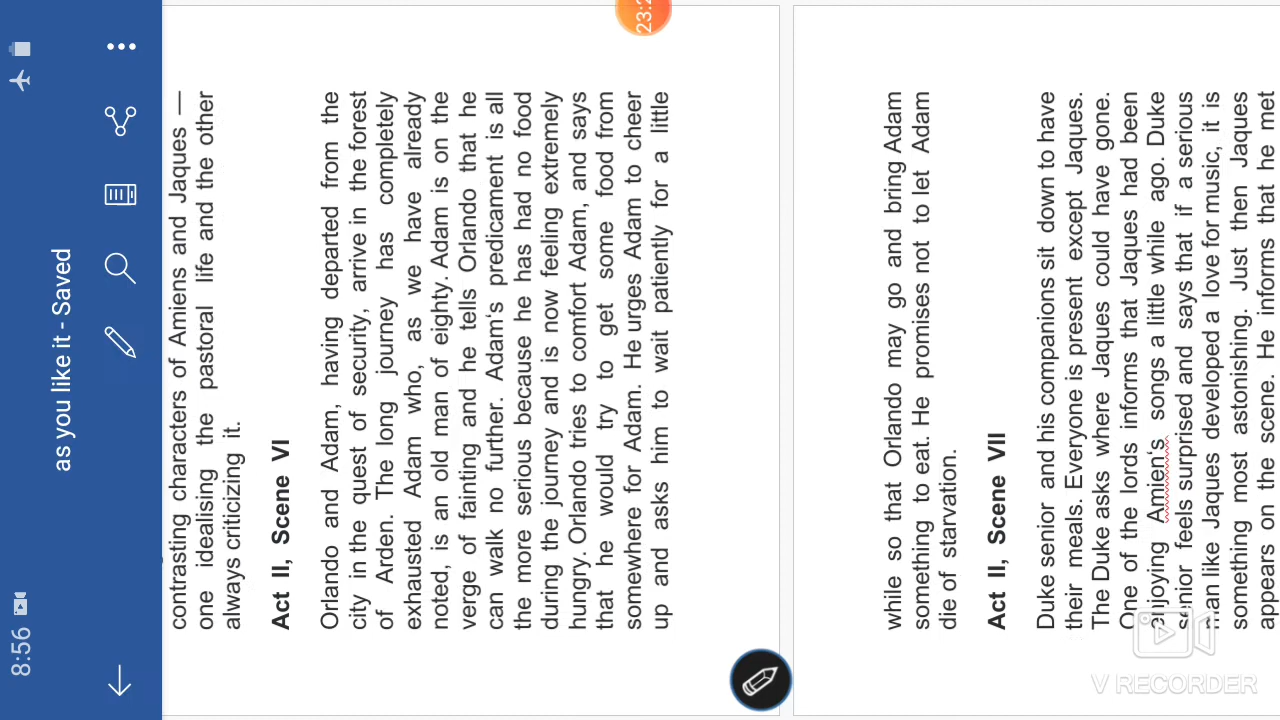 8:56
as you like it - Saved
23:2
contrasting characters of Amiens and Jaques —
one idealising the pastoral life and the other
always criticizing it.
Act II, Scene VI
Orlando and Adam, having departed from the
city in the quest of security, arrive in the forest
of Arden. The long journey has completely
exhausted Adam who, as we have already
noted, is an old man of eighty. Adam is on the
verge of fainting and he tells Orlando that he
can walk no further. Adam's predicament is all
the more serious because he has had no food
during the journey and is now feeling extremely
hungry. Orlando tries to comfort Adam, and says
that he would try to get some food from
somewhere for Adam. He urges Adam to cheer
up and asks him to wait patiently for a little
while so that Orlando may go and bring Adam
something to eat. He promises not to let Adam
die of starvation.
Act II, Scene VII
Duke senior and his companions sit down to have
their meals. Everyone is present except Jaques.
The Duke asks where Jaques could have gone.
One of the lords informs that Jaques had been
enjoying Amien's songs a little while ago. Duke
senior feels surprised and says that if a serious
man like Jaques developed a love for music, it is
something most astonishing. Just then Jaques
appears on the scene. He informs that he met
V RECORDER